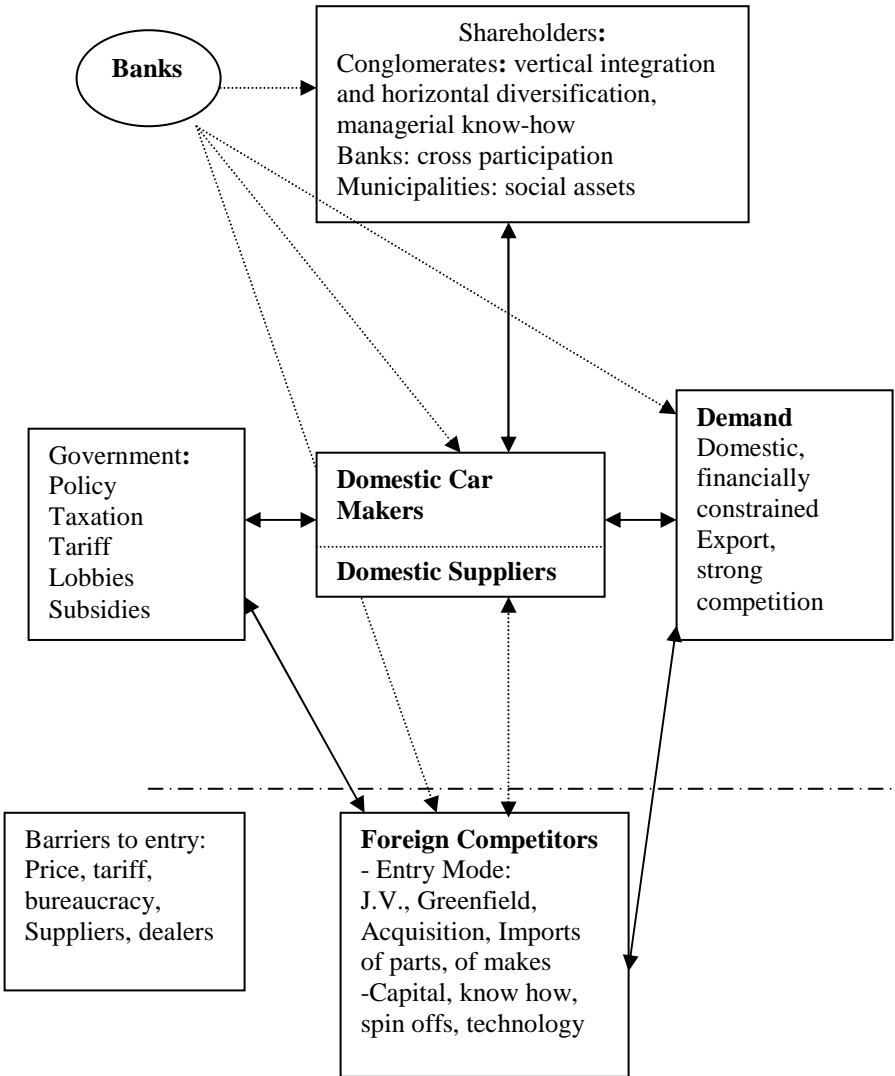 Banks
Shareholders:
Conglomerates: vertical integration
and horizontal diversification,
managerial know-how
Banks: cross participation
Municipalities: social assets
Government:
Policy
Taxation
Tariff
Lobbies
Subsidies
Domestic Car
Makers
Domestic Suppliers
Demand
Domestic,
financially
constrained
Export,
strong
competition
Barriers to entry:
Price, tariff,
bureaucracy,
Suppliers, dealers
Foreign Competitors
- Entry Mode:
J.V., Greenfield,
Acquisition, Imports
of parts, of makes
-Capital, know how,
spin offs, technology